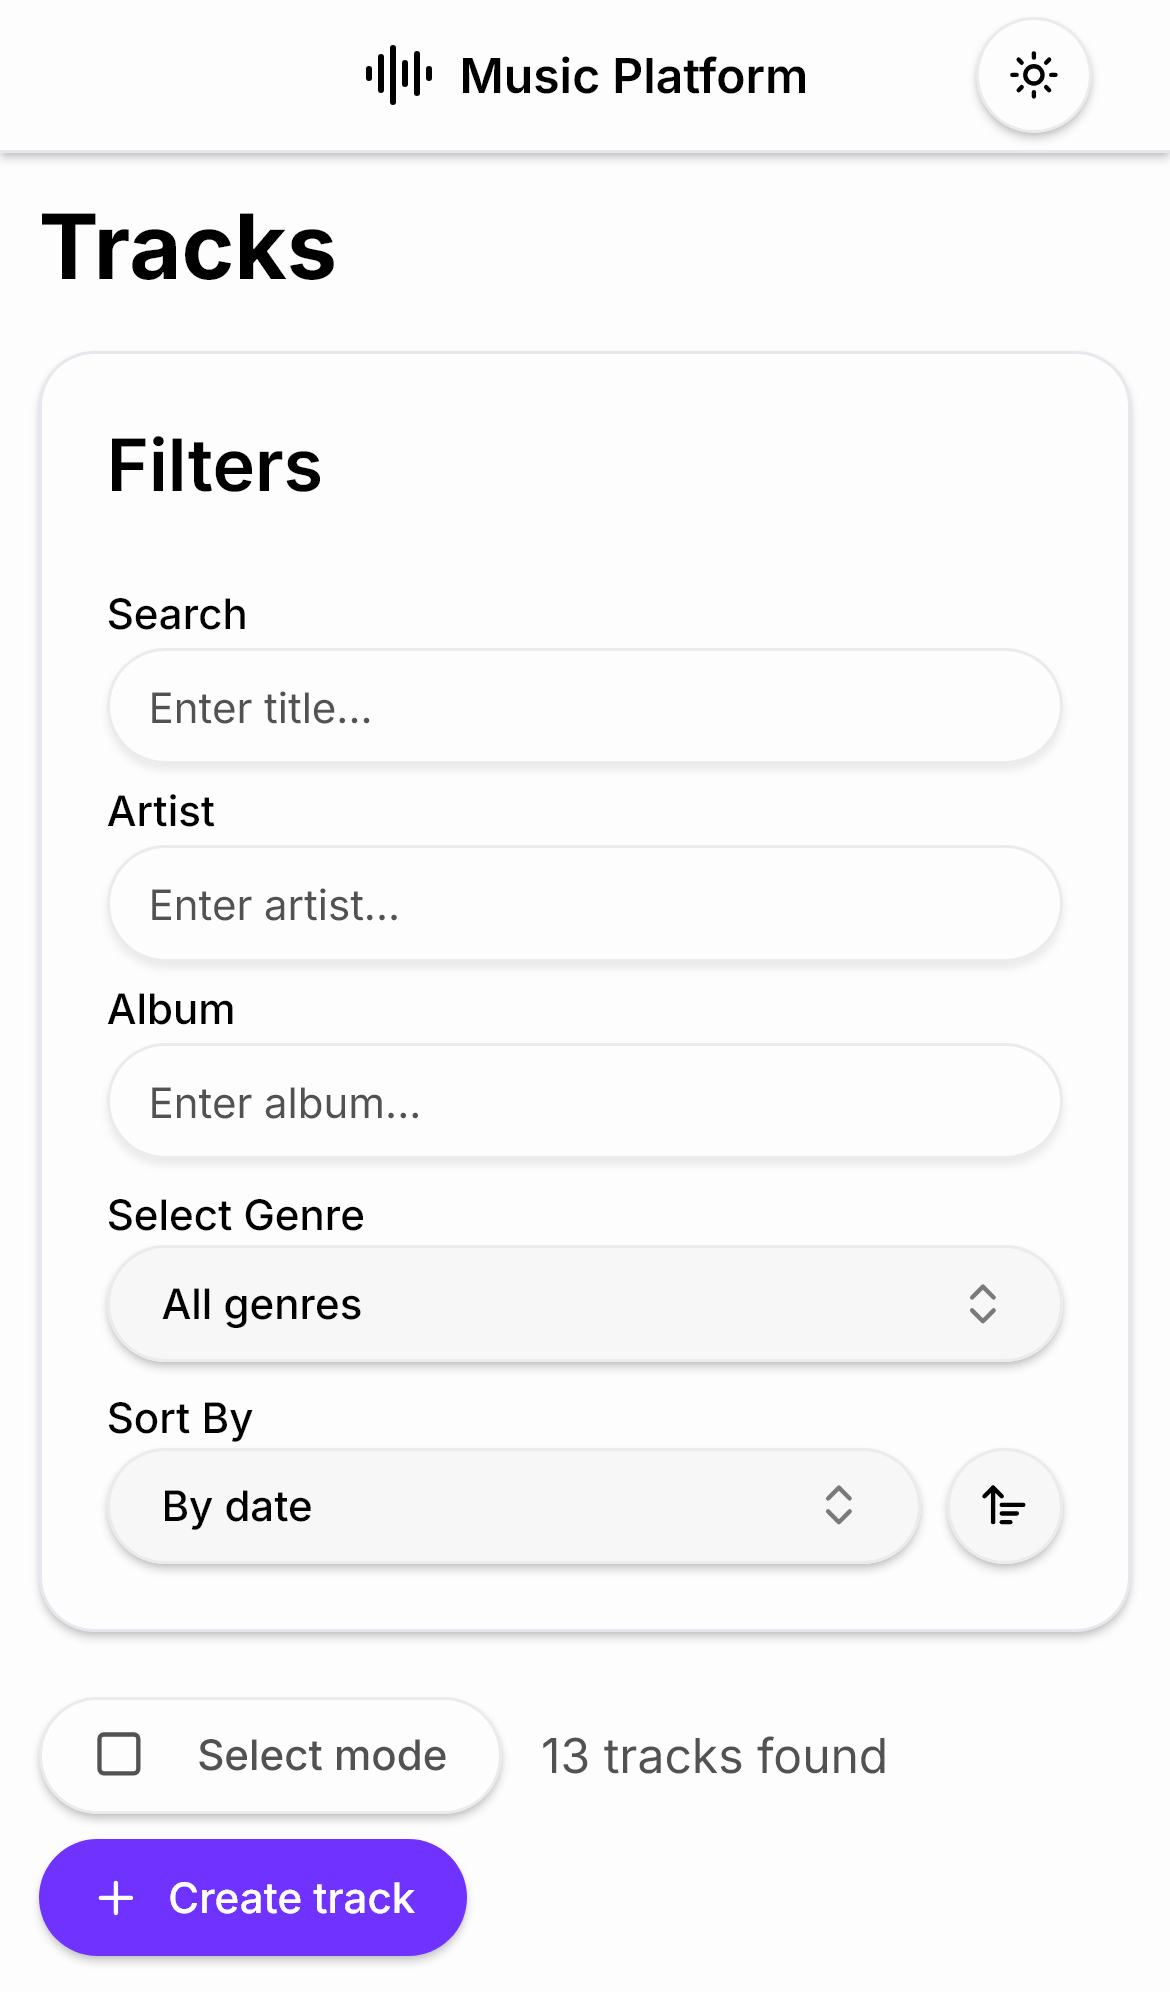 Music Platform
Tracks
Filters
Search
Enter title...
Artist
Enter artist...
Album
Enter album...
Select Genre
All genres
Sort By
By date
Select mode
13 tracks found
Create track